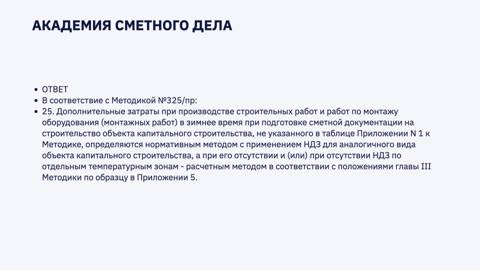 АКАДЕМИЯ СМЕТНОГО ДЕЛА
• ОТВЕТ
• В соответствие с Методикой №325/пр:
• 25. Дополнительные затраты при производстве строительных работ и работ по монтажу
оборудования (монтажных работ) в зимнее время при подготовке сметной документации на
строительство объекта капитального строительства, не указанного в таблице Приложении N 1 к
Методике, определяются нормативным методом с применением НДЗ для аналогичного вида
объекта капитального строительства, а при его отсутствии и (или) при отсутствии НДЗ по
отдельным температурным зонам - расчетным методом в соответствии с положениями главы III
Методики по образцу в Приложении 5.